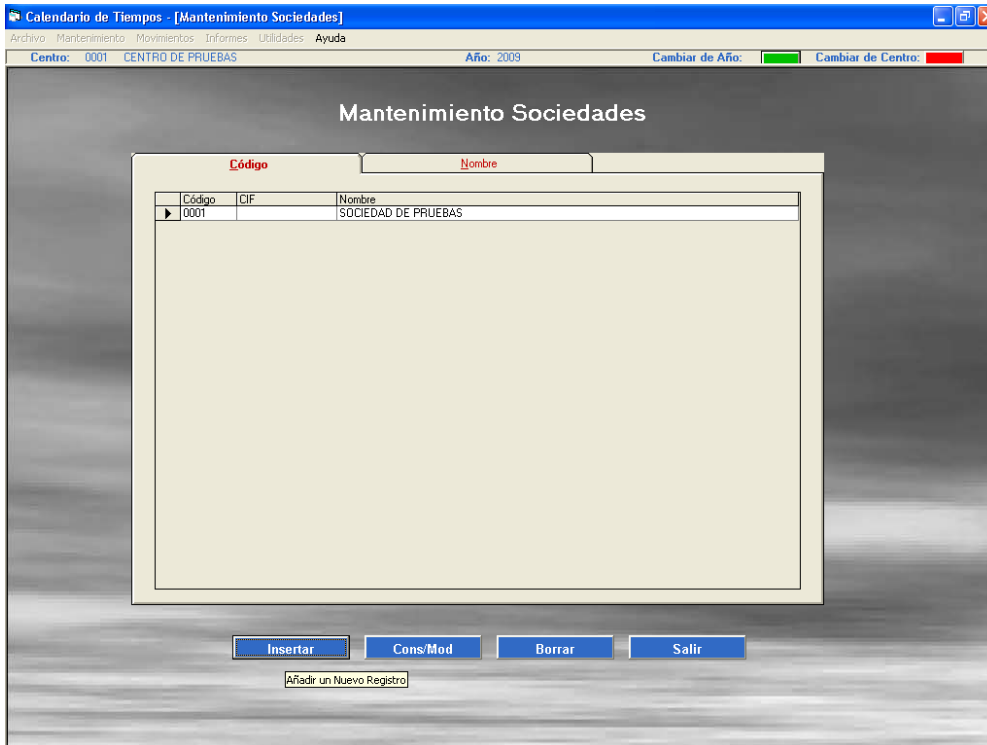 Calendario de Tiempos - [Mantenimiento Sociedades]
Archivo Mantenimiento Movimientos Informes Utilidades Ayuda
Centro: 0001 CENTRO DE PRUEBAS Año: 2009 Cambiar de Año: Cambiar de Centro:
Mantenimiento Sociedades
Código Nombre
Código CIF Nombre
0001 SOCIEDAD DE PRUEBAS
Insertar Cons/Mod Borrar Salir
Añadir un Nuevo Registro